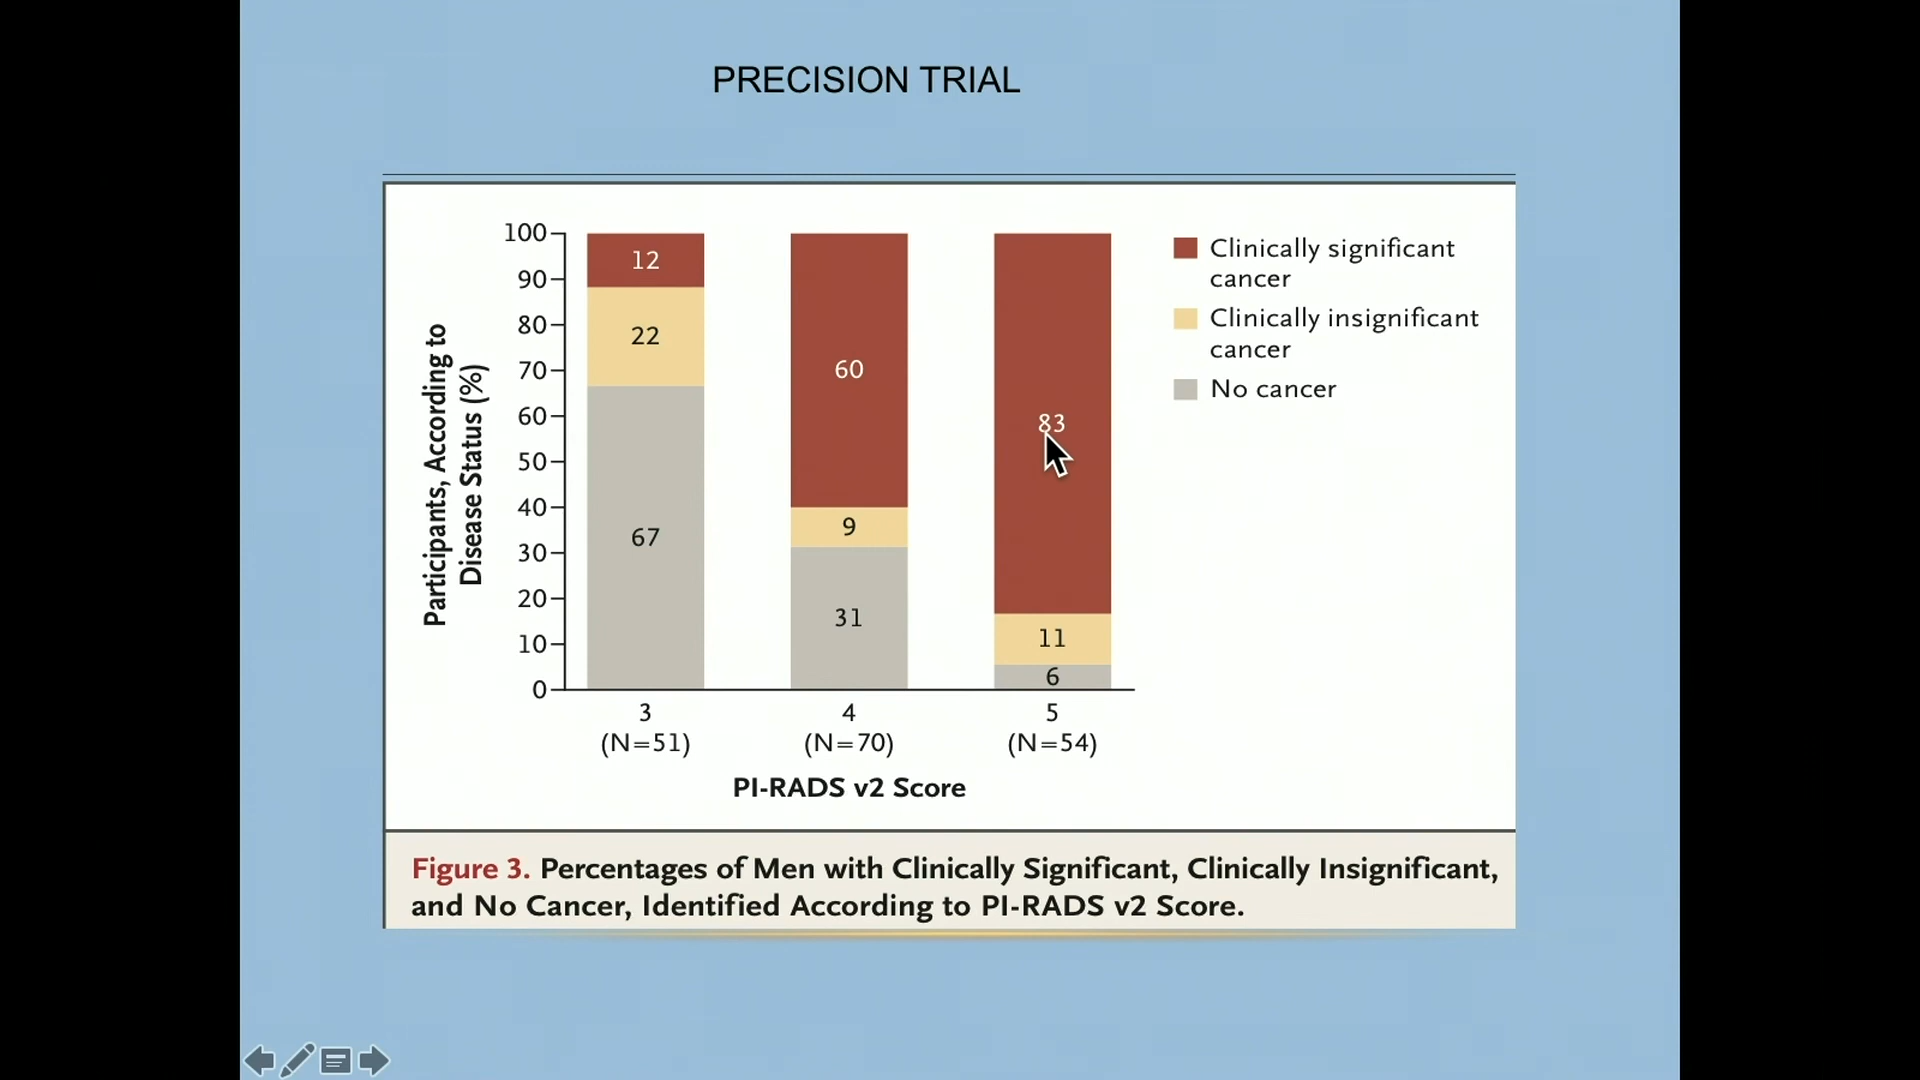 PRECISION TRIAL
Participants, According to
Disease Status (%)
100
90
80
70
60
50
40
30
20
10
0
12
22
67
60
9
31
83
11
6
3
(N=51)
4
(N=70)
5
(N=54)
PI-RADS v2 Score
Clinically significant
cancer
Clinically insignificant
cancer
No cancer
Figure 3. Percentages of Men with Clinically Significant, Clinically Insignificant,
and No Cancer, Identified According to PI-RADS v2 Score.